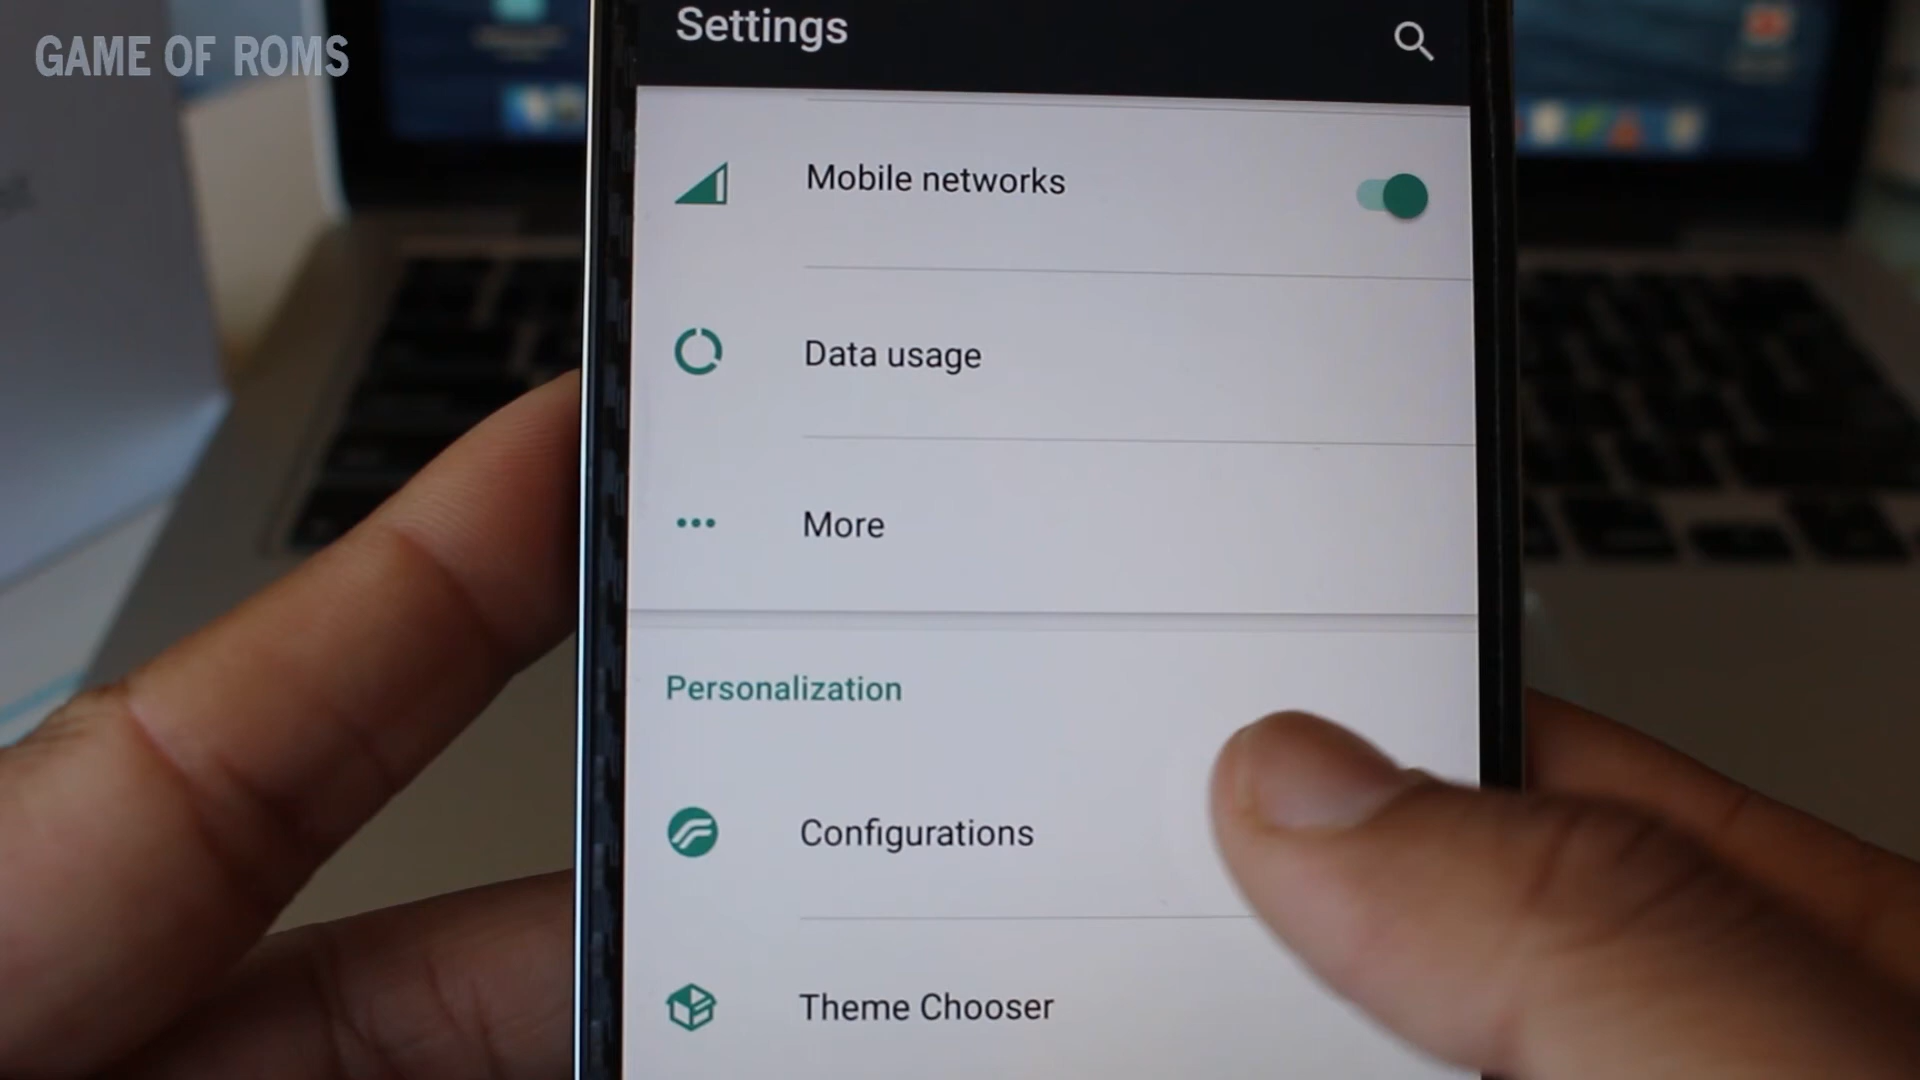 GAME OF ROMS
Settings
Mobile networks
Data usage
More
Personalization
Configurations
Theme Chooser